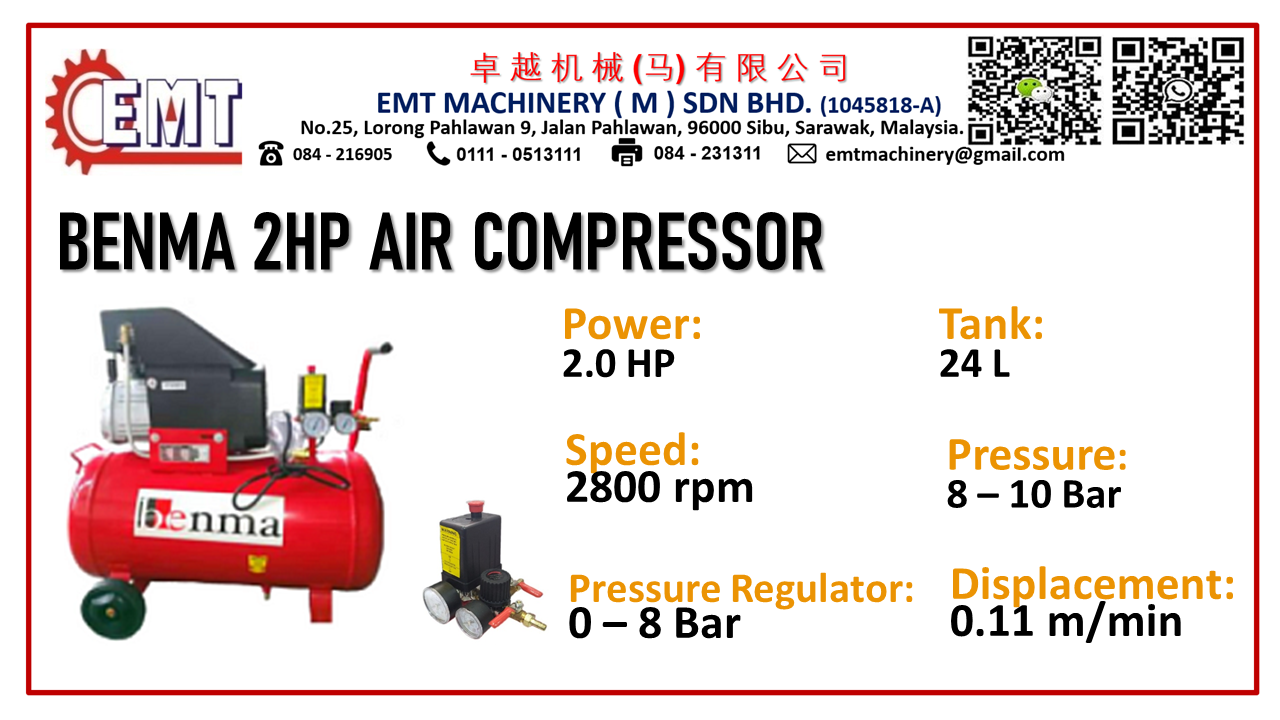 EMT
卓越机械(马)有限公司
EMT MACHINERY ( M ) SDN BHD. (1045818-A)
No.25, Lorong Pahlawan 9, Jalan Pahlawan, 96000 Sibu, Sarawak, Malaysia.
084 - 216905 0111 - 0513111 084 - 231311 emtmachinery@gmail.com
BENMA 2HP AIR COMPRESSOR
Power:
2.0 HP
Tank:
24 L
Speed:
2800 rpm
Pressure:
8 – 10 Bar
Pressure Regulator:
0 – 8 Bar
Displacement:
0.11 m/min
benma